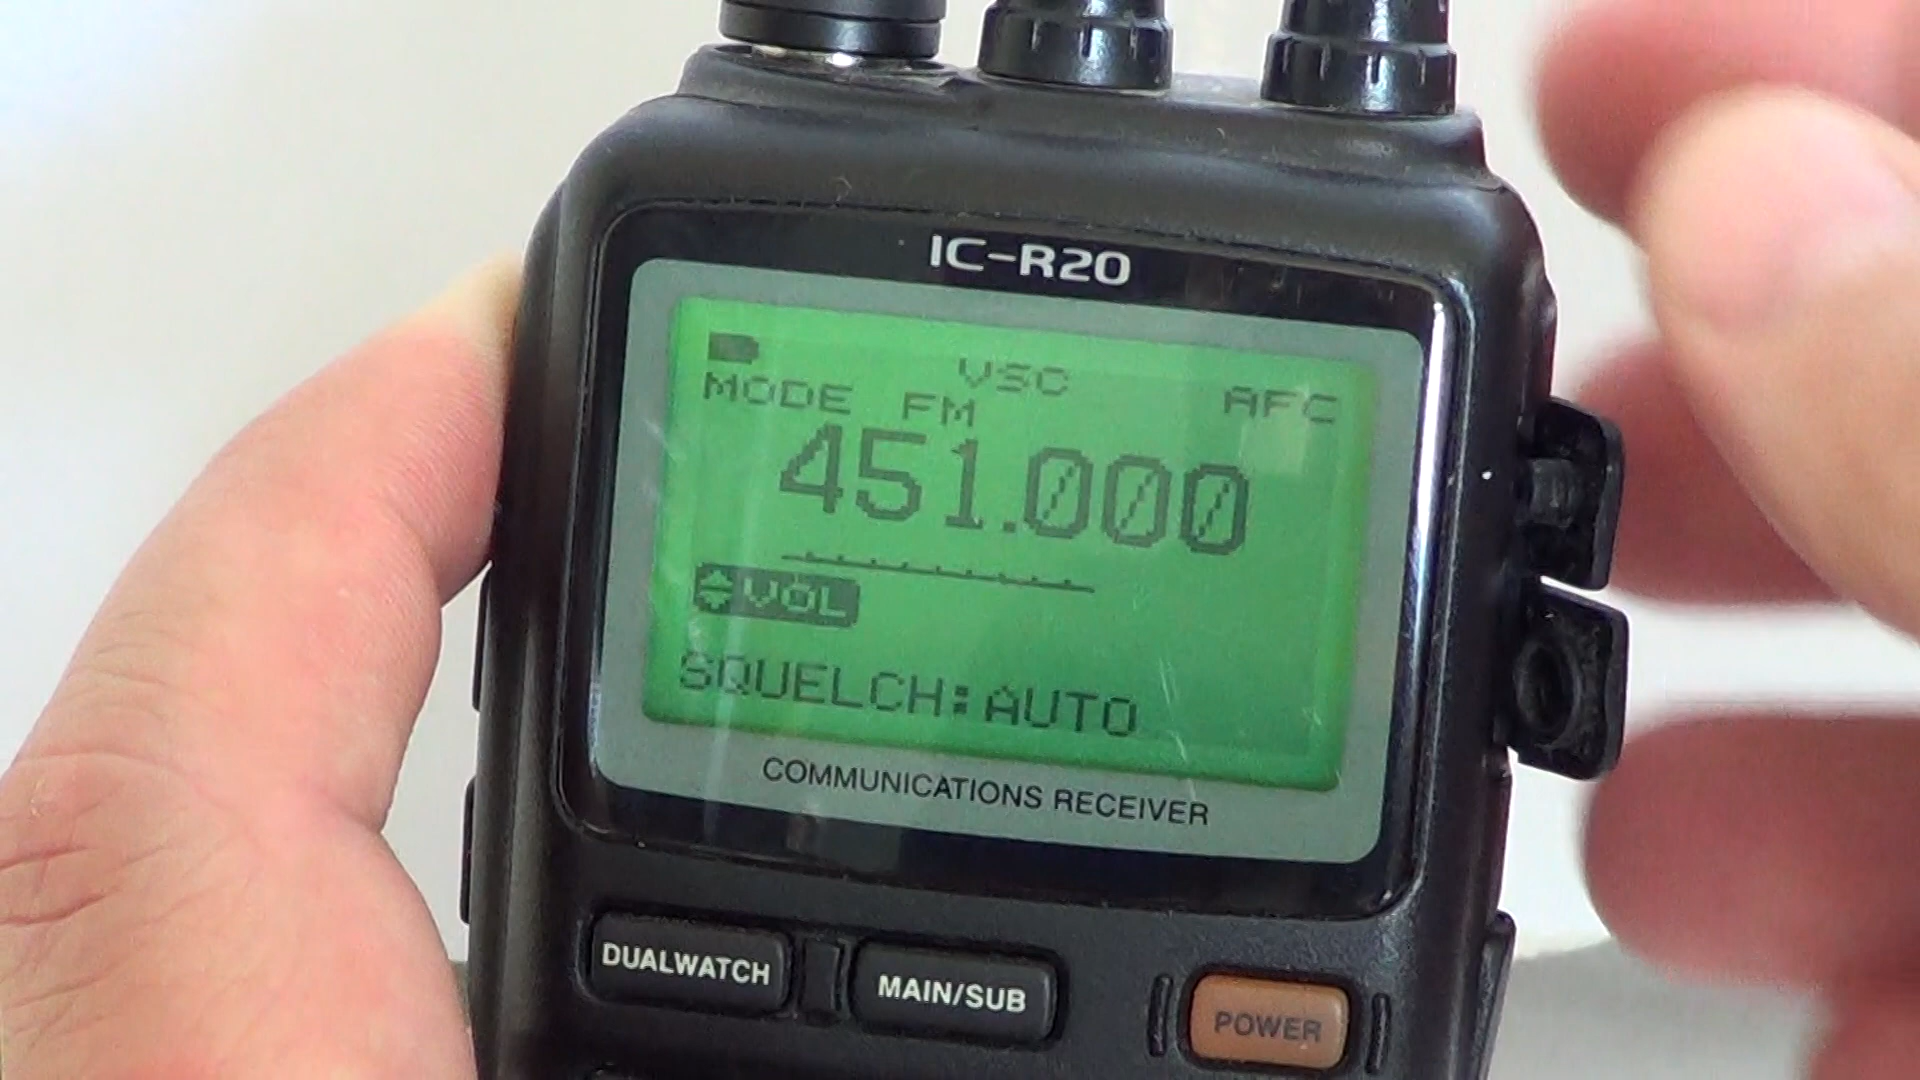 IC-R20
VSC
MODE FM AFC
451.000
VOL
SQUELCH:AUTO
COMMUNICATIONS RECEIVER
DUALWATCH MAIN/SUB POWER